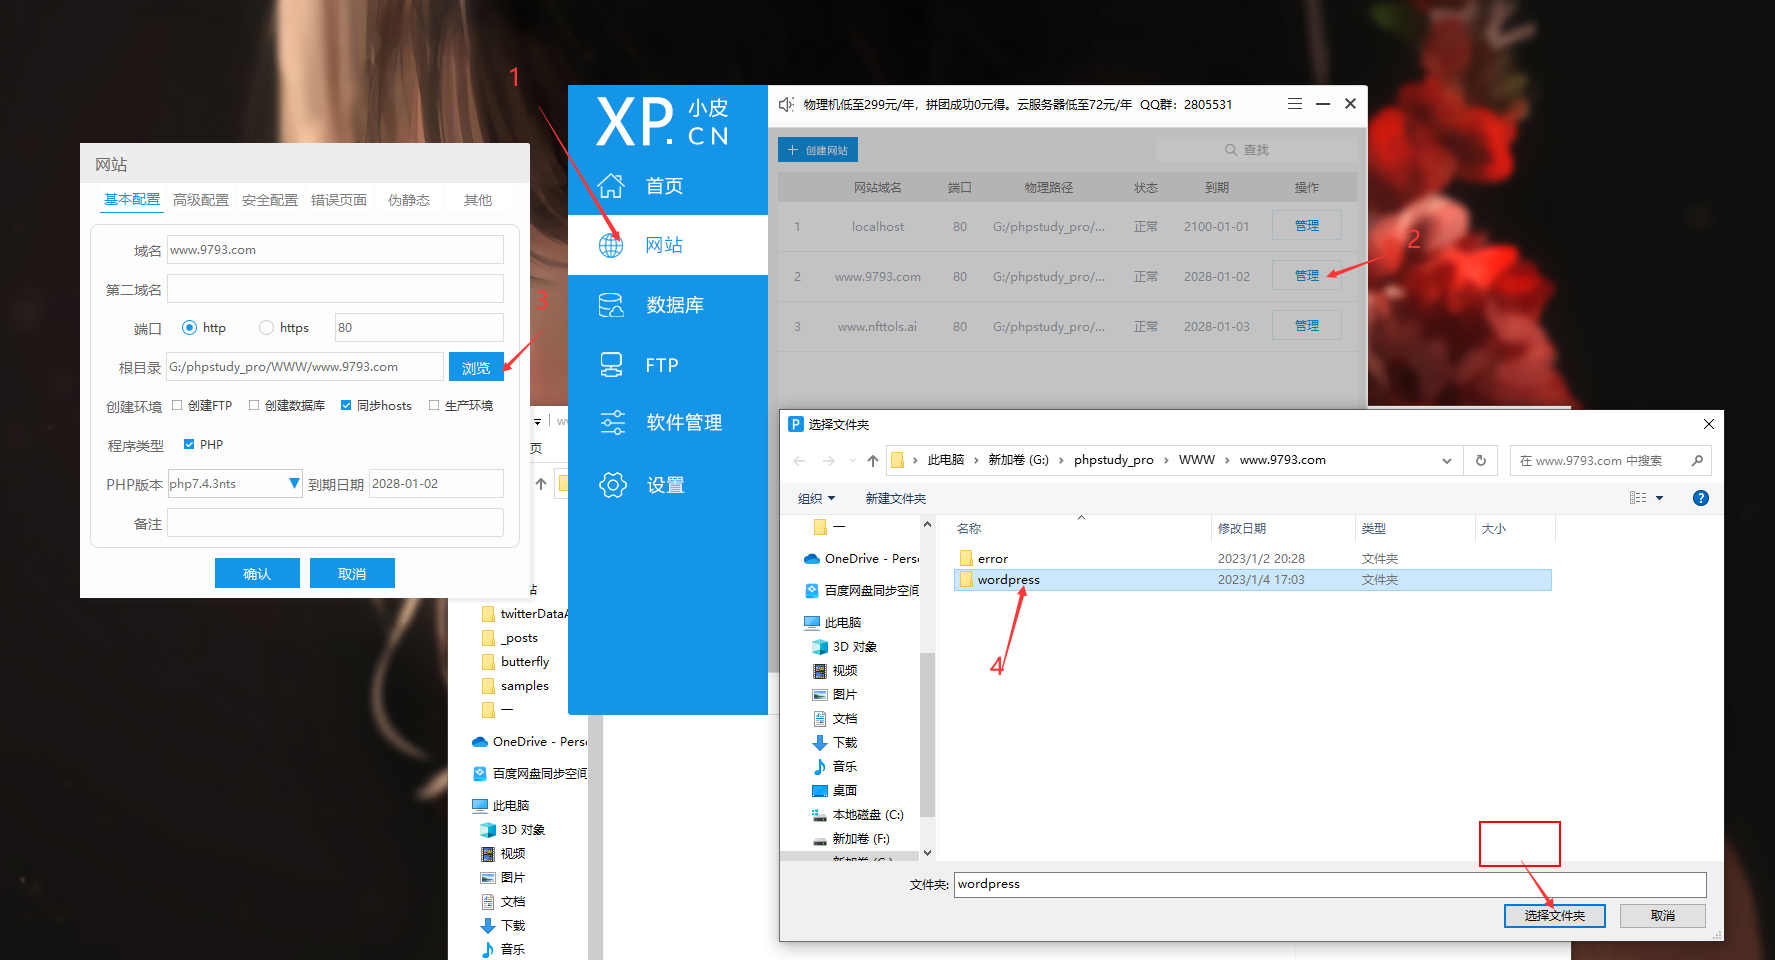 1
XP.小皮
CN
首页
网站
数据库
FTP
软件管理
设置
物理机低至299元/年，拼团成功0元得。云服务器低至72元/年 QQ群：2805531
创建网站
查找
网站域名 端口 物理路径 状态 到期 操作
1 localhost 80 G:/phpstudy_pro/... 正常 2100-01-01 管理
2
2 www.9793.com 80 G:/phpstudy_pro/... 正常 2028-01-02 管理
3 www.nfttols.ai 80 G:/phpstudy_pro/... 正常 2028-01-03 管理
网站
基本配置 高级配置 安全配置 错误页面 伪静态 其他
域名 www.9793.com
第二域名
3
端口 http https 80
根目录 G:/phpstudy_pro/WWW/www.9793.com 浏览
创建环境 创建FTP 创建数据库 同步hosts 生产环境
程序类型 PHP
PHP版本 php7.4.3nts 到期日期 2028-01-02
备注
确认 取消
页
站
twitterDataA
_posts
butterfly
samples
一
OneDrive - Perso
百度网盘同步空间
此电脑
3D 对象
视频
图片
文档
下载
音乐
选择文件夹
此电脑 › 新加卷 (G:) › phpstudy_pro › WWW › www.9793.com
在 www.9793.com 中搜索
组织 新建文件夹
一
OneDrive - Perso
百度网盘同步空间
此电脑
3D 对象
视频
图片
文档
下载
音乐
桌面
本地磁盘 (C:)
新加卷 (F:)
新加卷 (G:)
名称 修改日期 类型 大小
error 2023/1/2 20:28 文件夹
wordpress 2023/1/4 17:03 文件夹
4
文件夹: wordpress
选择文件夹 取消